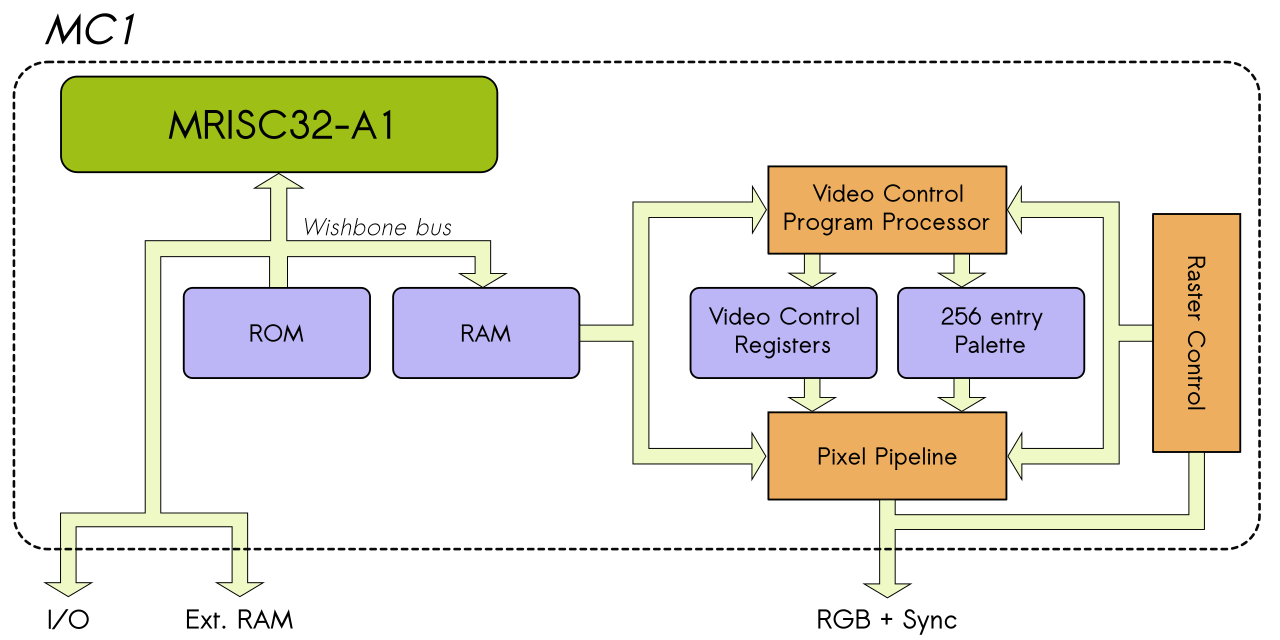 MC1
MRISC32-A1
Wishbone bus
ROM
RAM
Video Control
Program Processor
Video Control
Registers
256 entry
Palette
Raster Control
Pixel Pipeline
I/O
Ext. RAM
RGB + Sync